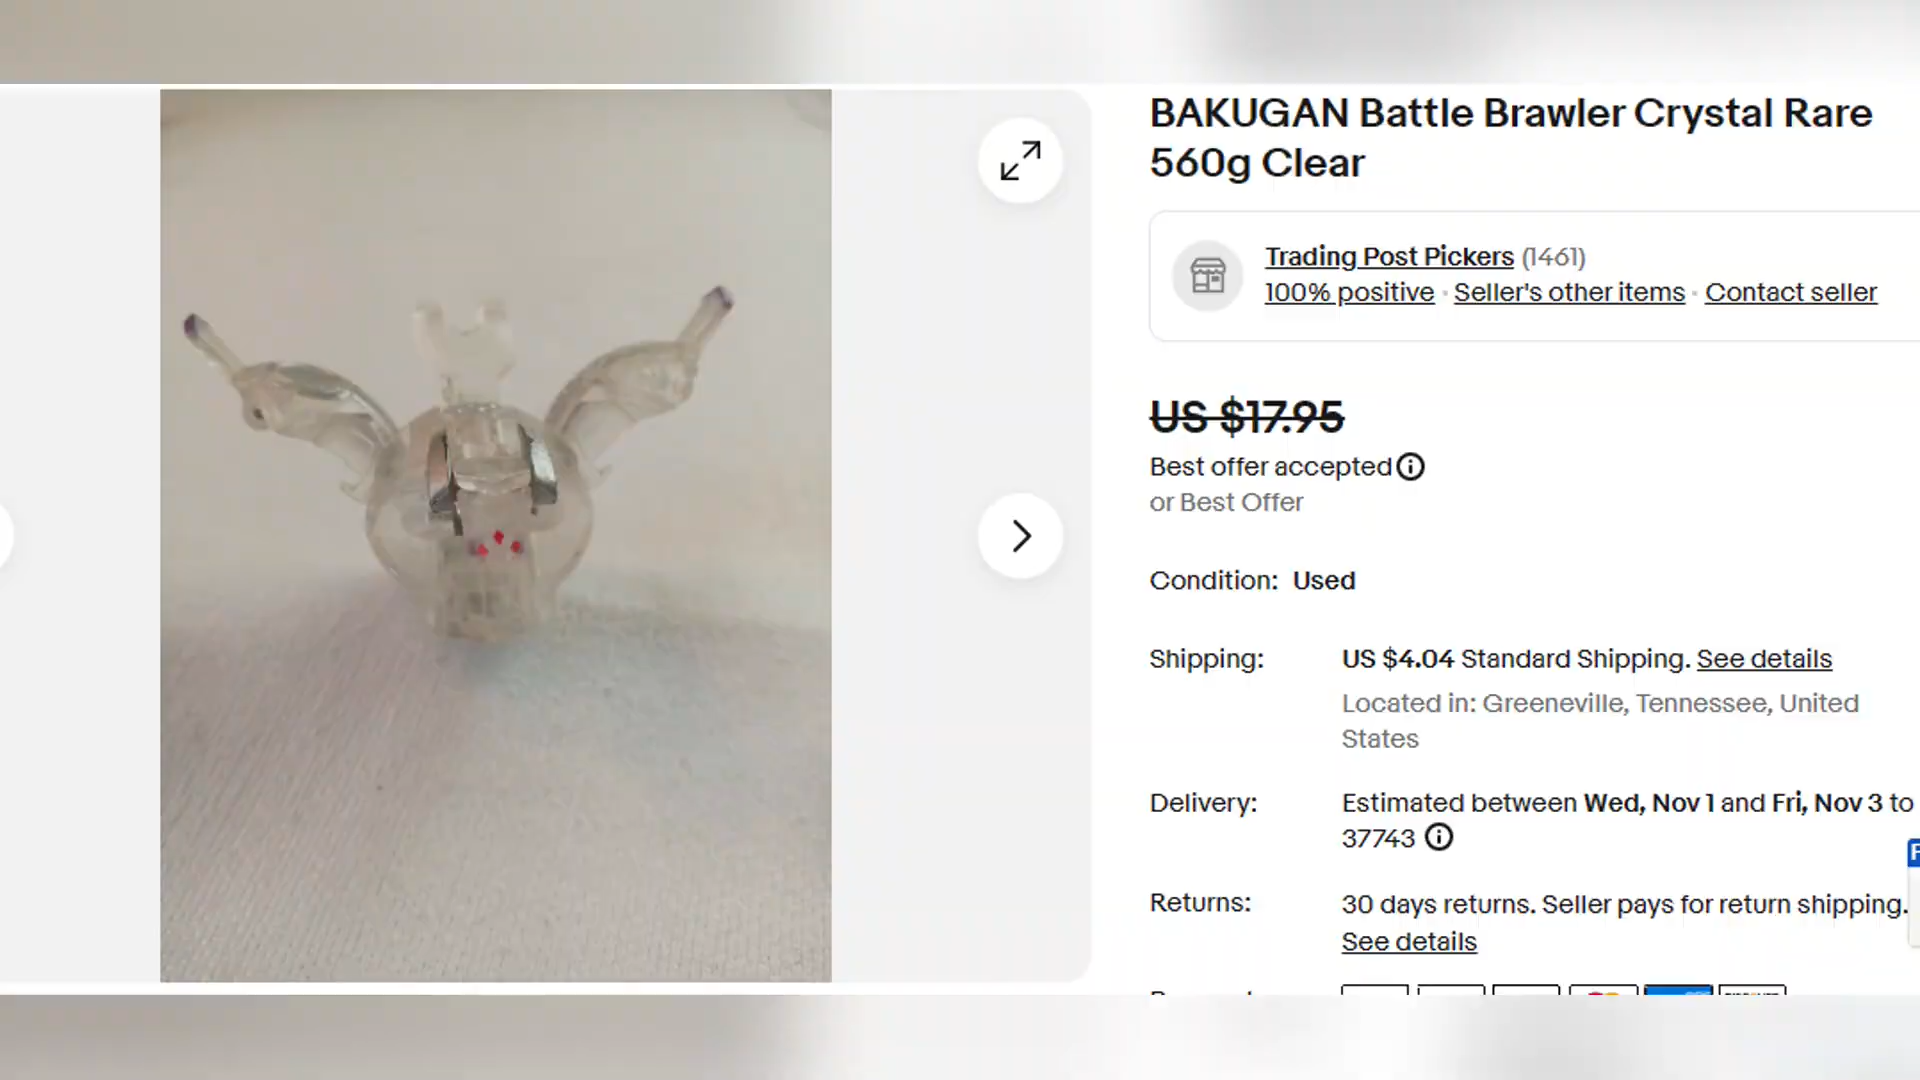 BAKUGAN Battle Brawler Crystal Rare
560g Clear
Trading Post Pickers (1461)
100% positive · Seller's other items · Contact seller
US $17.95
Best offer accepted
or Best Offer
Condition: Used
Shipping: US $4.04 Standard Shipping. See details
Located in: Greeneville, Tennessee, United
States
Delivery: Estimated between Wed, Nov 1 and Fri, Nov 3 to
37743
Returns: 30 days returns. Seller pays for return shipping.
See details